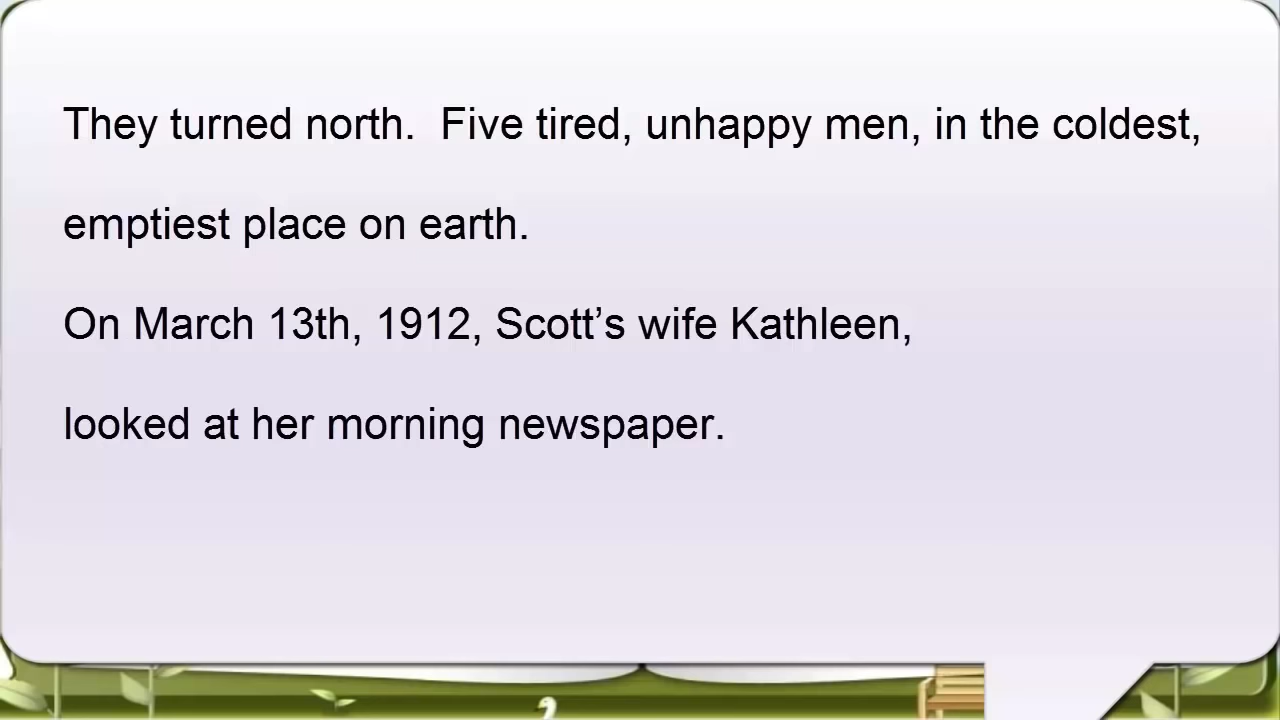 They turned north.  Five tired, unhappy men, in the coldest,
emptiest place on earth.
On March 13th, 1912, Scott’s wife Kathleen,
looked at her morning newspaper.